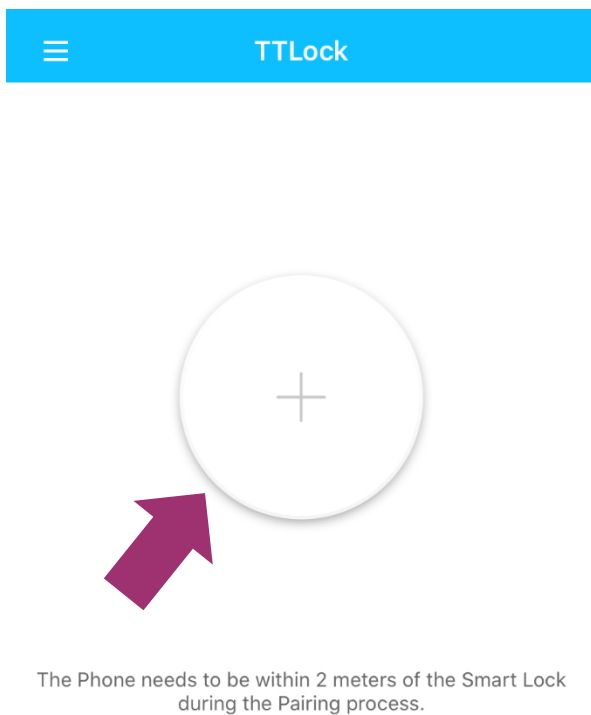 TTLock
The Phone needs to be within 2 meters of the Smart Lock
during the Pairing process.